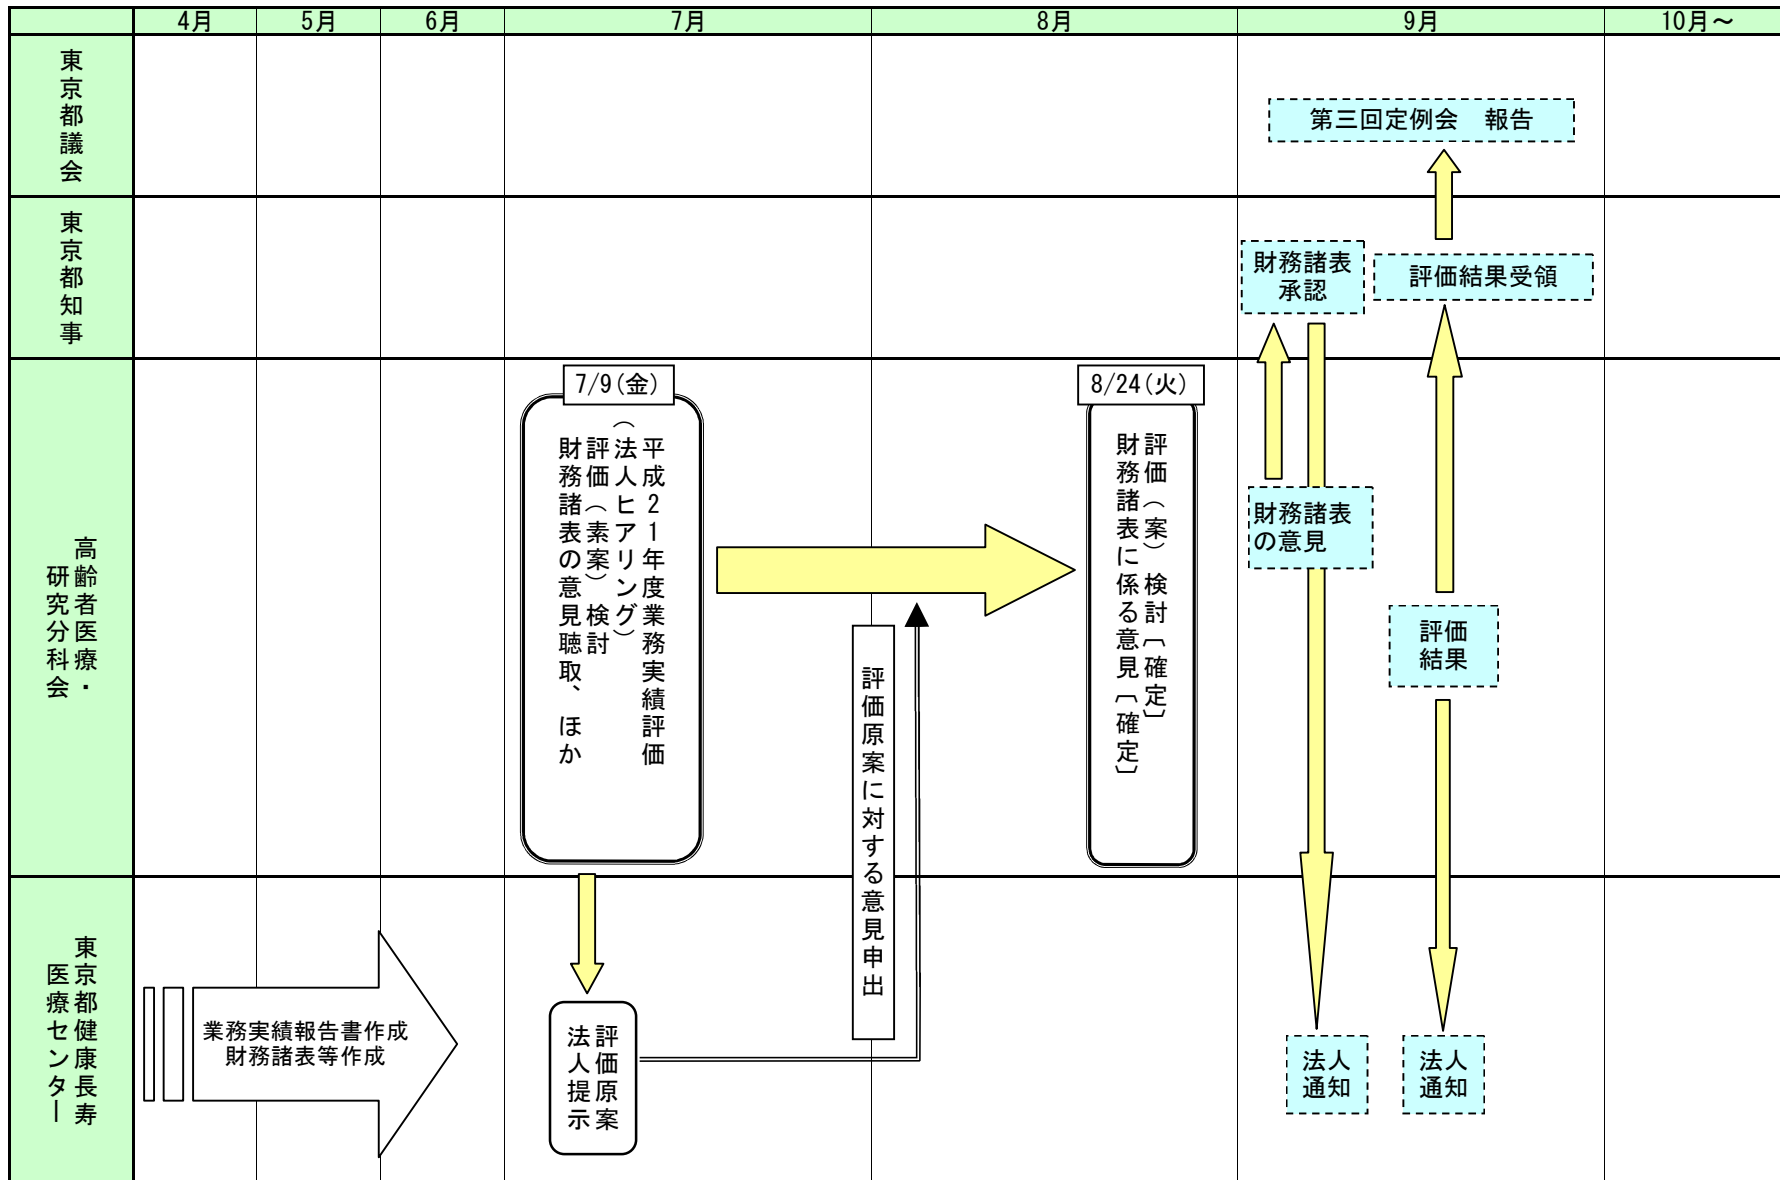 4月
5月
6月
7月
8月
9月
10月～
東京都議会
第三回定例会　報告
東京都知事
財務諸表
承認
評価結果受領
高齢者医療・
研究分科会
7/9(金)
平成21年度業務実績評価
（法人ヒアリング）
評価（素案）検討
財務諸表の意見聴取、ほか
8/24(火)
評価（案）検討〔確定〕
財務諸表に係る意見〔確定〕
財務諸表
の意見
評価
結果
評価原案に対する意見申出
東京都健康長寿
医療センター
業務実績報告書作成
財務諸表等作成
評価原案
法人提示
法人
通知
法人
通知